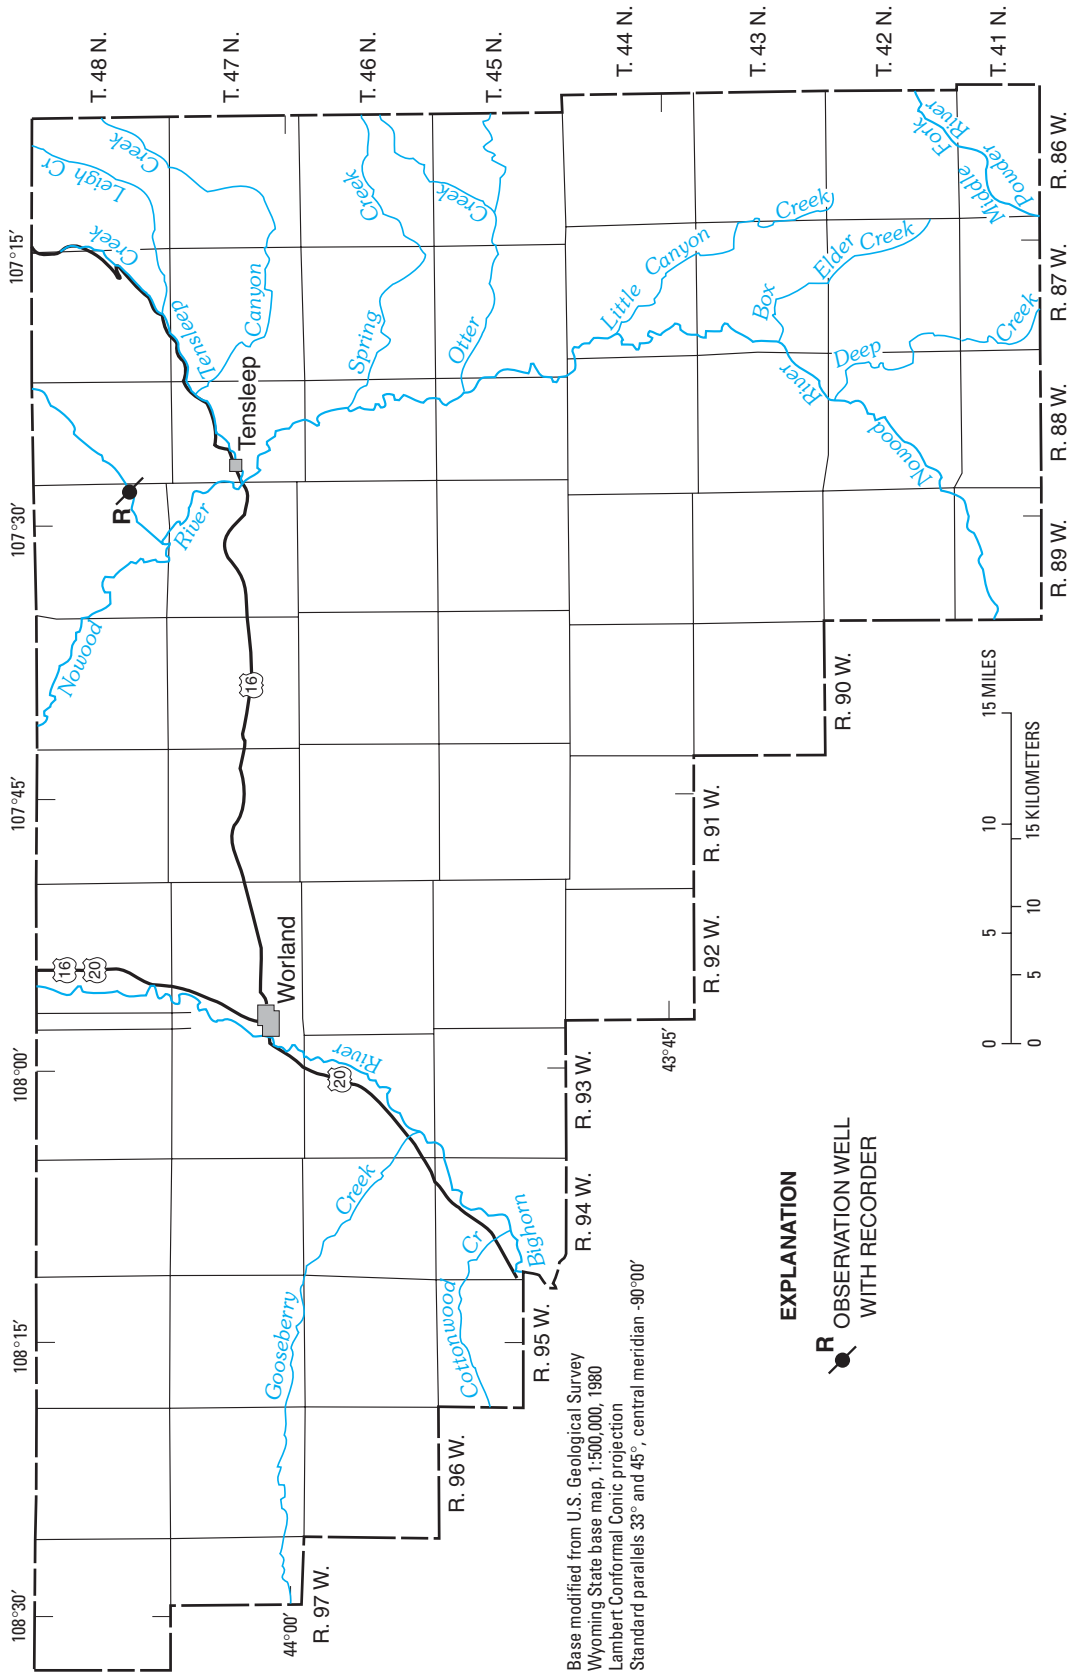 108°30′
108°15′
108°00′
107°45′
107°30′
107°15′
T. 48 N.
T. 47 N.
T. 46 N.
T. 45 N.
T. 44 N.
T. 43 N.
T. 42 N.
T. 41 N.
44°00′
43°45′
R. 97 W.
R. 96 W.
R. 95 W.
R. 94 W.
R. 93 W.
R. 92 W.
R. 91 W.
R. 90 W.
R. 89 W.
R. 88 W.
R. 87 W.
R. 86 W.
16
20
16
20
Worland
Tensleep
R
Gooseberry Creek
Cottonwood Cr
Bighorn River
Nowood River
Tensleep Creek
Leigh Cr
Canyon Creek
Spring Creek
Otter Creek
Little Canyon Creek
Box Elder Creek
Deep Creek
Nowood River
Middle Fork
Powder River
Base modified from U.S. Geological Survey
Wyoming State base map, 1:500,000, 1980
Lambert Conformal Conic projection
Standard parallels 33° and 45°, central meridian -90°00′
EXPLANATION
R
OBSERVATION WELL
WITH RECORDER
0 5 10 15 MILES
0 5 10 15 KILOMETERS